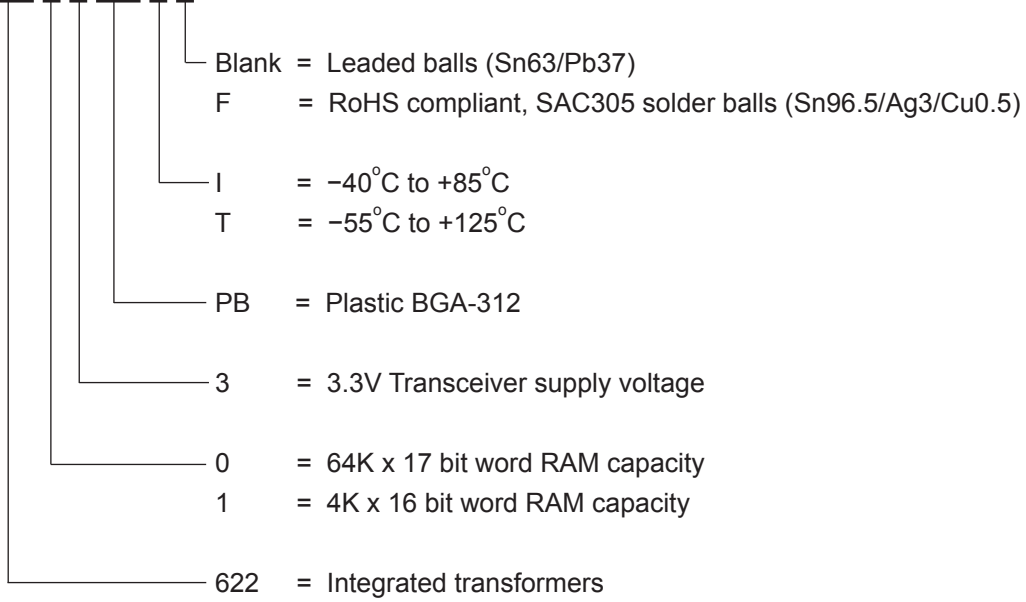 Blank = Leaded balls (Sn63/Pb37)
F = RoHS compliant, SAC305 solder balls (Sn96.5/Ag3/Cu0.5)
I = −40°C to +85°C
T = −55°C to +125°C
PB = Plastic BGA-312
3 = 3.3V Transceiver supply voltage
0 = 64K x 17 bit word RAM capacity
1 = 4K x 16 bit word RAM capacity
622 = Integrated transformers